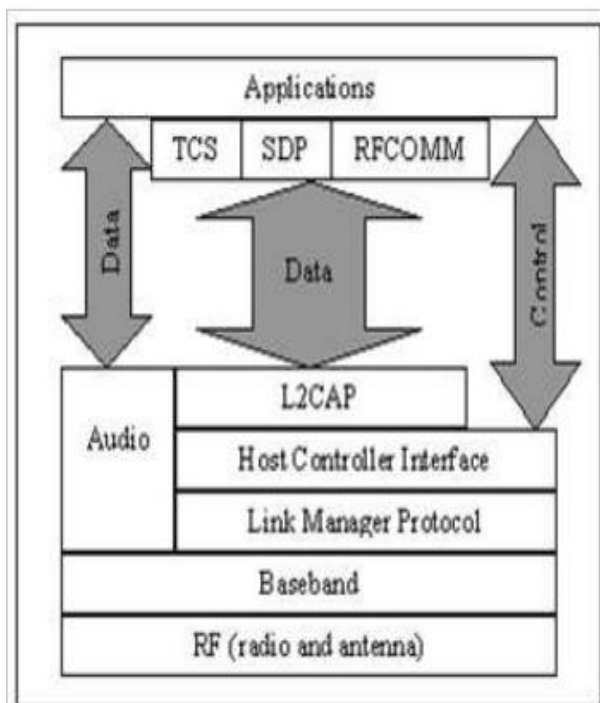 Applications
TCS SDP RFCOMM
Data
Data
Control
L2CAP
Audio
Host Controller Interface
Link Manager Protocol
Baseband
RF (radio and antenna)